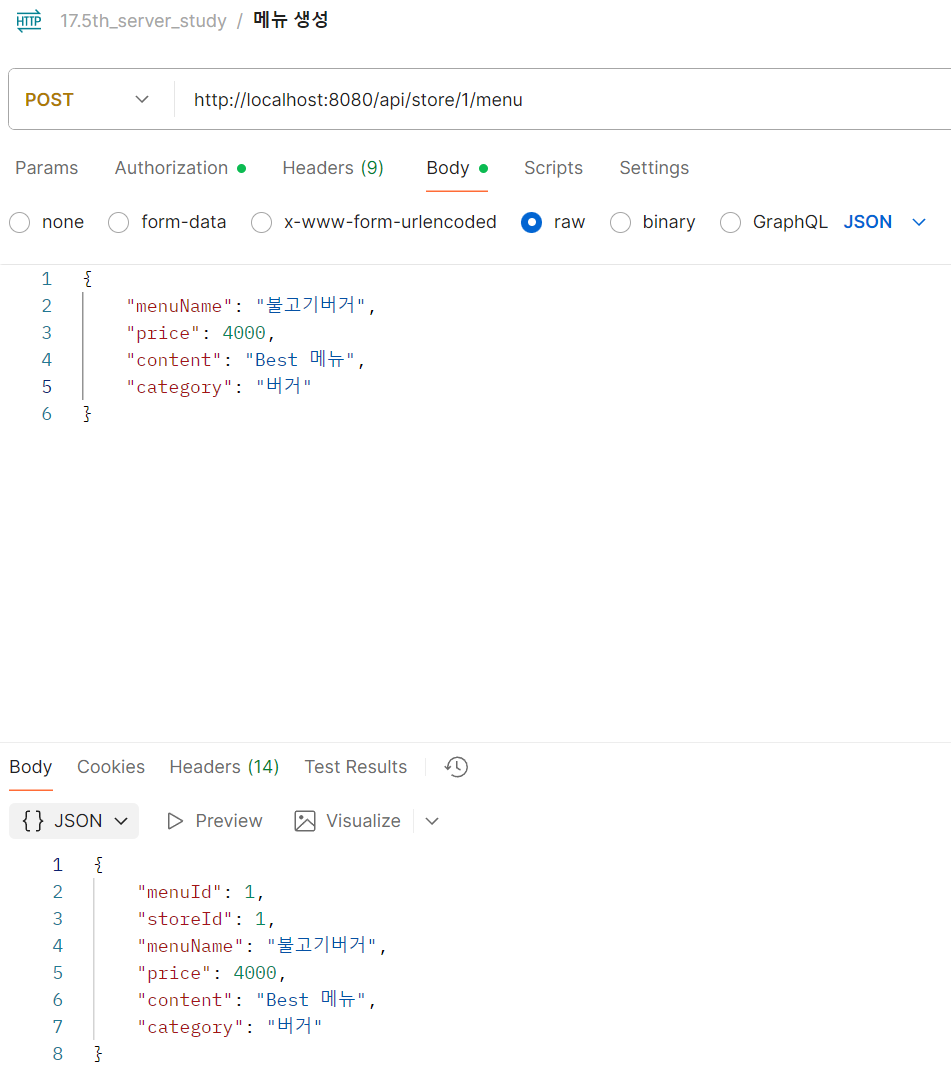 HTTP 17.5th_server_study / 메뉴 생성
POST http://localhost:8080/api/store/1/menu
Params Authorization Headers (9) Body Scripts Settings
none form-data x-www-form-urlencoded raw binary GraphQL JSON
1 {
2 "menuName": "불고기버거",
3 "price": 4000,
4 "content": "Best 메뉴",
5 "category": "버거"
6 }
Body Cookies Headers (14) Test Results
{} JSON Preview Visualize
1 {
2 "menuId": 1,
3 "storeId": 1,
4 "menuName": "불고기버거",
5 "price": 4000,
6 "content": "Best 메뉴",
7 "category": "버거"
8 }